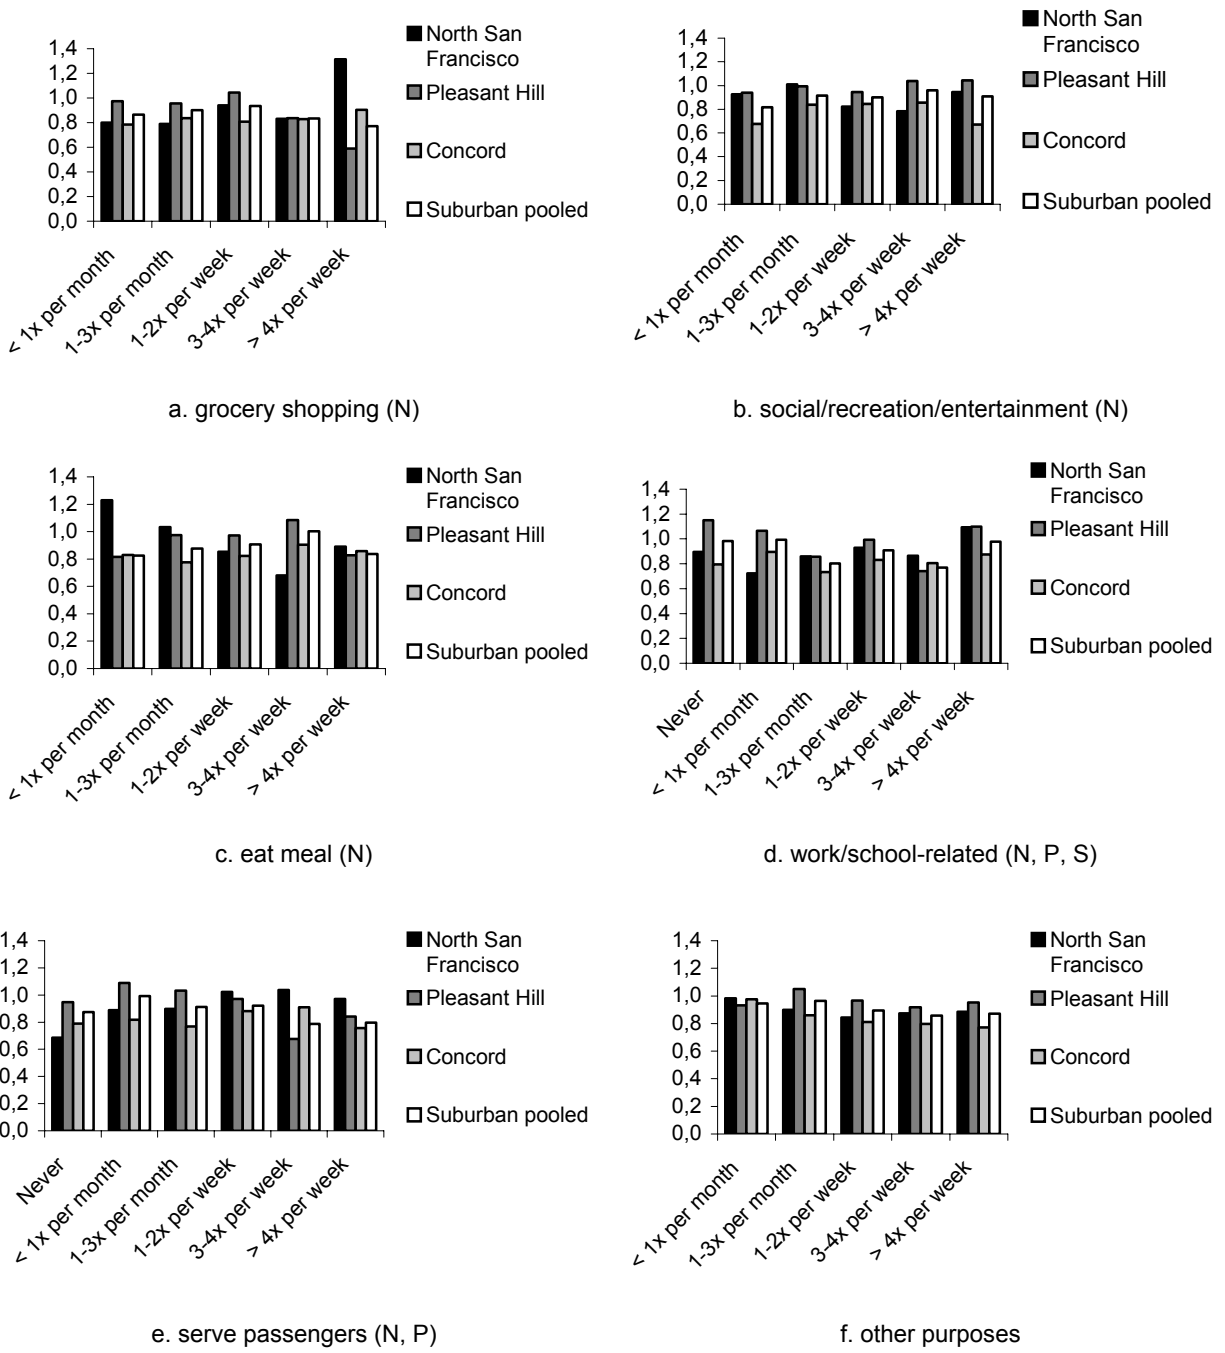 1,4
1,2
1,0
0,8
0,6
0,4
0,2
0,0
< 1x per month
1-3x per month
1-2x per week
3-4x per week
> 4x per week
North San
Francisco
Pleasant Hill
Concord
Suburban pooled
a. grocery shopping (N)
1,4
1,2
1,0
0,8
0,6
0,4
0,2
0,0
< 1x per month
1-3x per month
1-2x per week
3-4x per week
> 4x per week
North San
Francisco
Pleasant Hill
Concord
Suburban pooled
b. social/recreation/entertainment (N)
1,4
1,2
1,0
0,8
0,6
0,4
0,2
0,0
< 1x per month
1-3x per month
1-2x per week
3-4x per week
> 4x per week
North San
Francisco
Pleasant Hill
Concord
Suburban pooled
c. eat meal (N)
1,4
1,2
1,0
0,8
0,6
0,4
0,2
0,0
Never
< 1x per month
1-3x per month
1-2x per week
3-4x per week
> 4x per week
North San
Francisco
Pleasant Hill
Concord
Suburban pooled
d. work/school-related (N, P, S)
1,4
1,2
1,0
0,8
0,6
0,4
0,2
0,0
Never
< 1x per month
1-3x per month
1-2x per week
3-4x per week
> 4x per week
North San
Francisco
Pleasant Hill
Concord
Suburban pooled
e. serve passengers (N, P)
1,4
1,2
1,0
0,8
0,6
0,4
0,2
0,0
< 1x per month
1-3x per month
1-2x per week
3-4x per week
> 4x per week
North San
Francisco
Pleasant Hill
Concord
Suburban pooled
f. other purposes